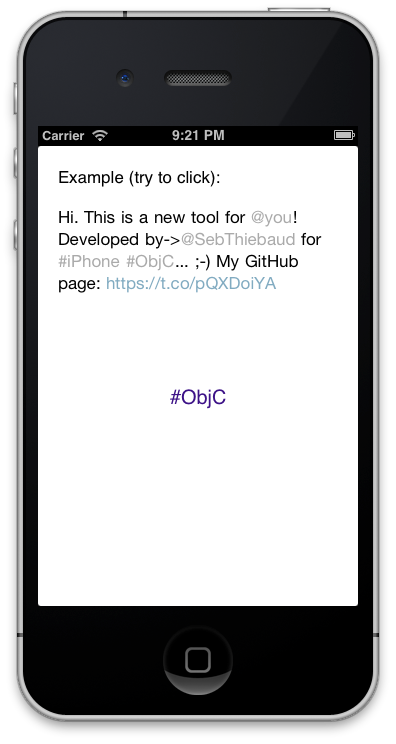 Carrier 9:21 PM
Example (try to click):
Hi. This is a new tool for @you!
Developed by->@SebThiebaud for
#iPhone #ObjC... ;-) My GitHub
page: https://t.co/pQXDoiYA
#ObjC